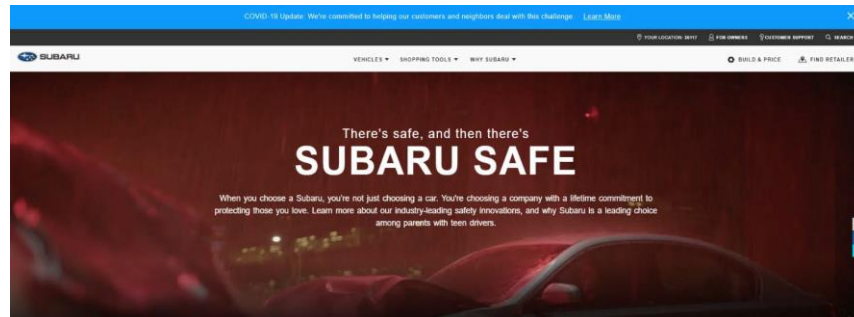 COVID-19 Update: We're committed to helping our customers and neighbors deal with this challenge. Learn More
YOUR LOCATION: FOR OWNERS CUSTOMER SUPPORT SEARCH
SUBARU VEHICLES SHOPPING TOOLS WHY SUBARU BUILD & PRICE FIND RETAILER
There's safe, and then there's
SUBARU SAFE
When you choose a Subaru, you're not just choosing a car. You're choosing a company with a lifetime commitment to
protecting those you love. Learn more about our industry-leading safety innovations, and why Subaru is a leading choice
among parents with teen drivers.